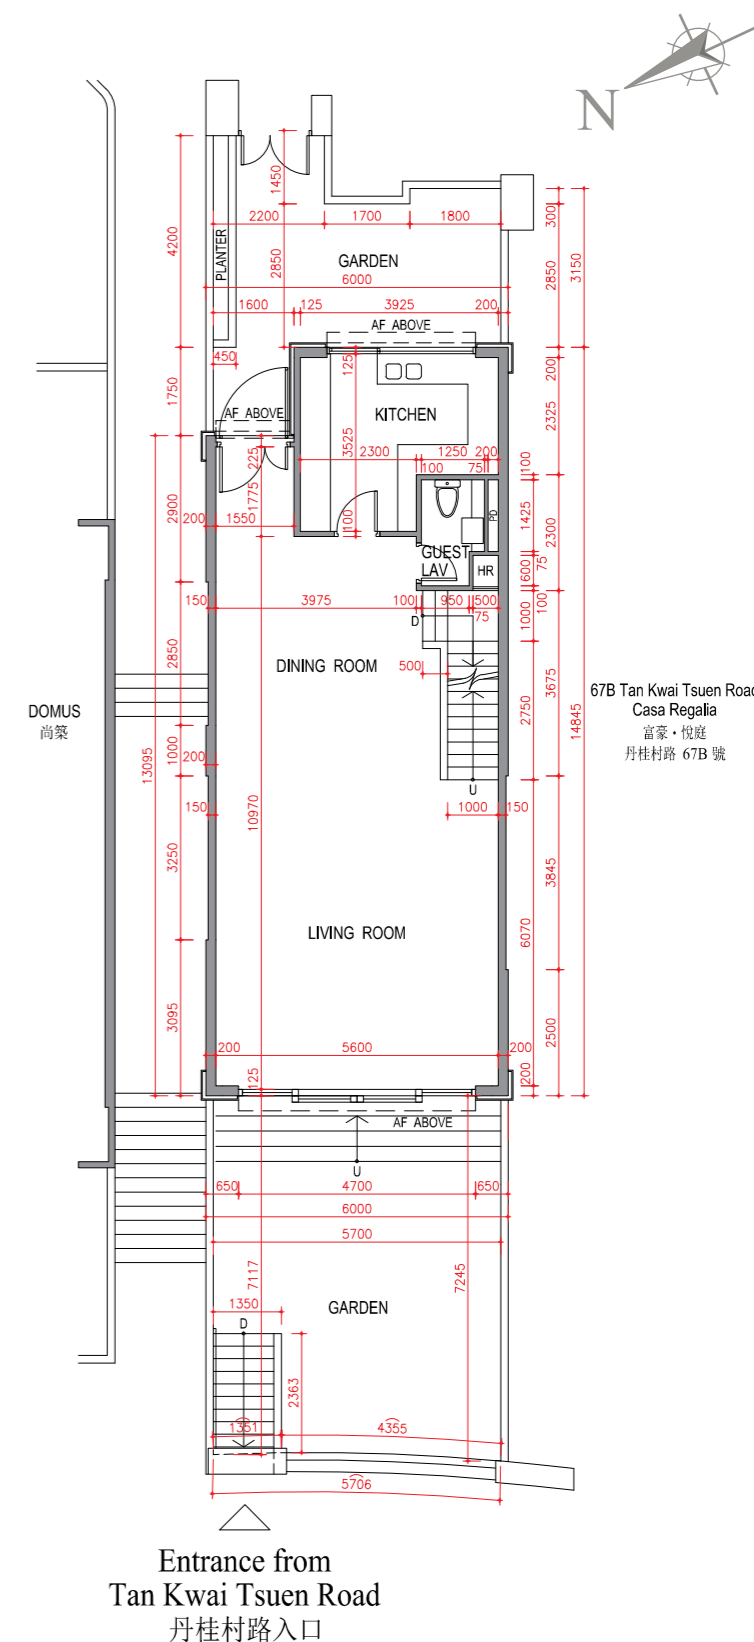 N
1450
2200
1700
1800
300
4200
PLANTER
2850
GARDEN
2850
3150
6000
1600
125
3925
200
AF ABOVE
450
125
200
1750
AF ABOVE
KITCHEN
2325
3525
225
2300
1250
200
100
75
100
1775
2900
200
1550
100
1425
PD
2300
GUEST
LAV
HR
600
75
150
3975
100
950
500
75
D
1000
100
2850
DINING ROOM
500
3675
67B Tan Kwai Tsuen Road
Casa Regalia
富豪・悅庭
丹桂村路 67B 號
DOMUS
尚築
2750
14845
13095
1000
200
U
150
10970
1000
150
3250
3845
LIVING ROOM
6070
3095
2500
200
5600
200
125
200
AF ABOVE
U
650
4700
650
6000
5700
7117
7245
1350
GARDEN
D
2363
1351
4355
5706
Entrance from
Tan Kwai Tsuen Road
丹桂村路入口